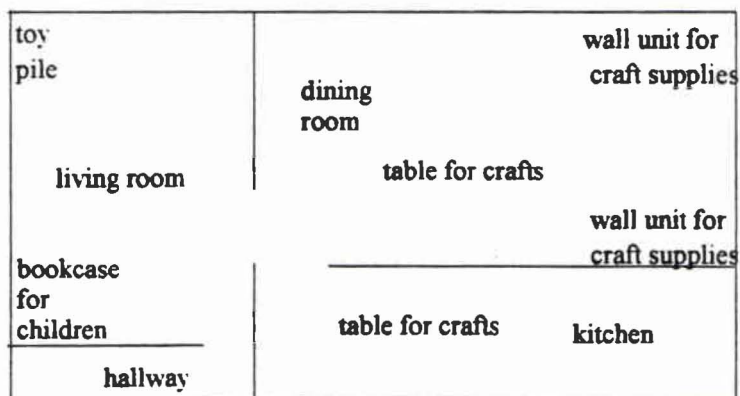 toy
pile
wall unit for
craft supplies
dining
room
living room
table for crafts
wall unit for
craft supplies
bookcase
for
children
table for crafts
kitchen
hallway